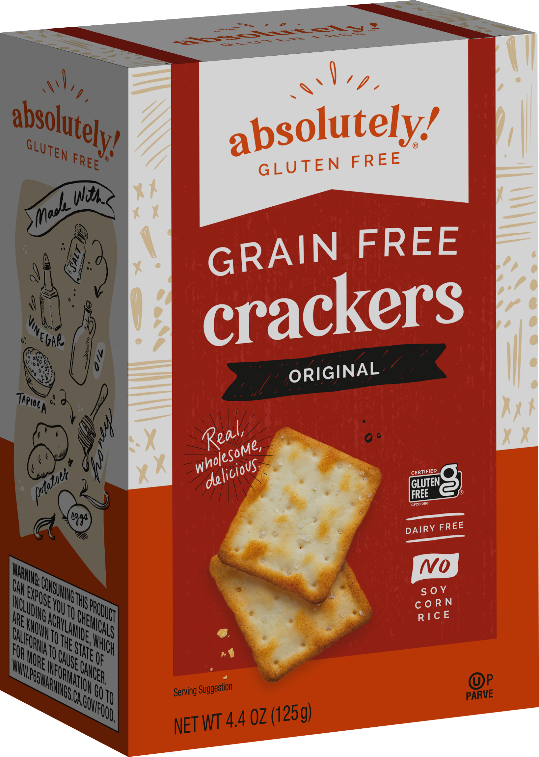 absolutely!
GLUTEN FREE
absolutely!®
GLUTEN FREE
GRAIN FREE
crackers
ORIGINAL
Real,
wholesome,
delicious.
CERTIFIED
GLUTEN
FREE
DAIRY FREE
NO
SOY
CORN
RICE
Serving Suggestion
NET WT 4.4 OZ (125g)
U P
PARVE
absolutely!
GLUTEN FREE
Made With
SALT
VINEGAR
OIL
TAPIOCA
honey
potatoes
eggs
WARNING: CONSUMING THIS PRODUCT
CAN EXPOSE YOU TO CHEMICALS
INCLUDING ACRYLAMIDE, WHICH
ARE KNOWN TO THE STATE OF
CALIFORNIA TO CAUSE CANCER.
FOR MORE INFORMATION GO TO
WWW.P65WARNINGS.CA.GOV/FOOD.